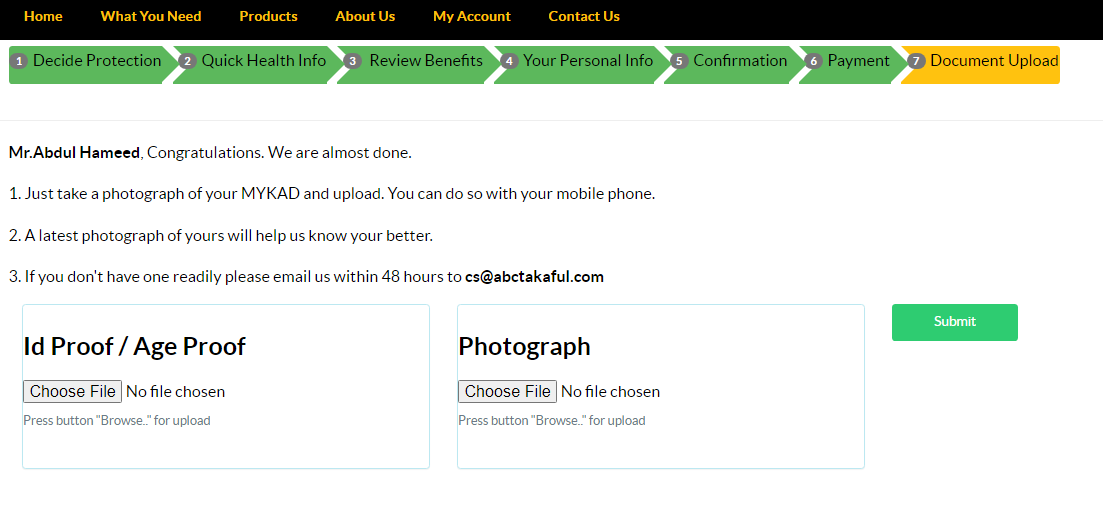 Home What You Need Products About Us My Account Contact Us
1 Decide Protection 2 Quick Health Info 3 Review Benefits 4 Your Personal Info 5 Confirmation 6 Payment 7 Document Upload
Mr.Abdul Hameed, Congratulations. We are almost done.
1. Just take a photograph of your MYKAD and upload. You can do so with your mobile phone.
2. A latest photograph of yours will help us know your better.
3. If you don't have one readily please email us within 48 hours to cs@abctakaful.com
Id Proof / Age Proof
Choose File No file chosen
Press button "Browse.." for upload
Photograph
Choose File No file chosen
Press button "Browse.." for upload
Submit